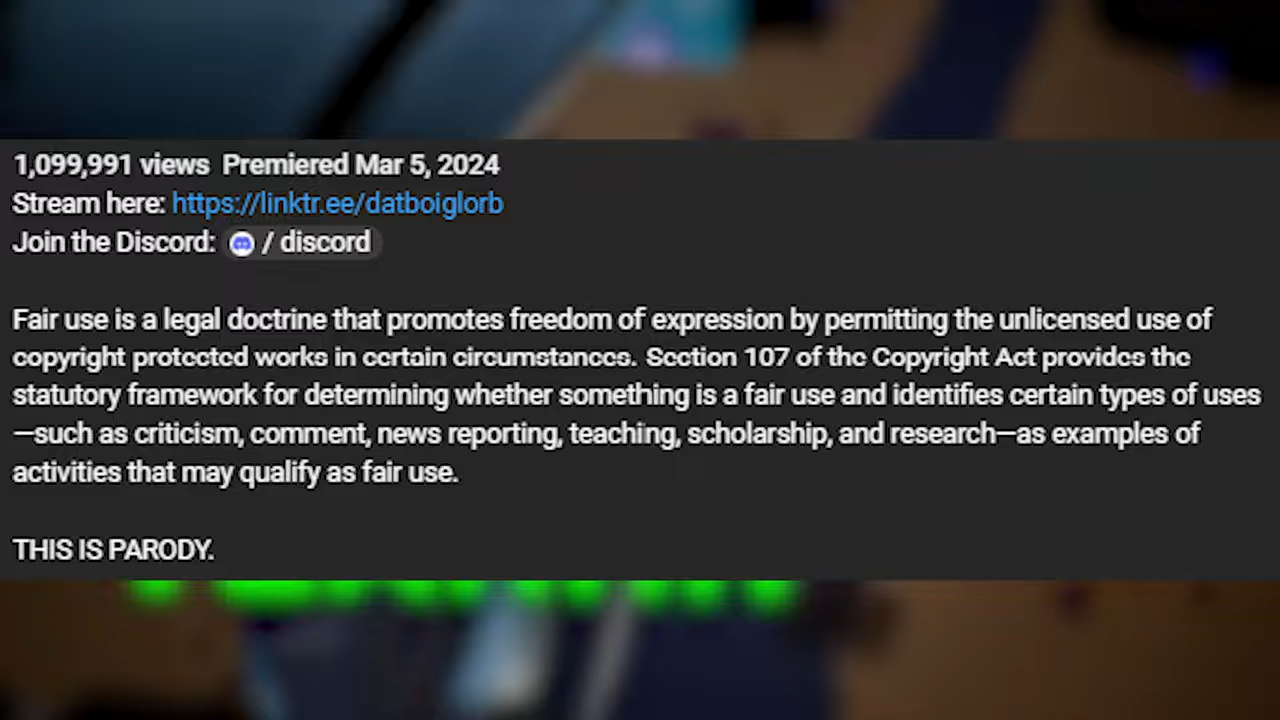 1,099,991 views  Premiered Mar 5, 2024
Stream here: https://linktr.ee/datboiglorb
Join the Discord: / discord
Fair use is a legal doctrine that promotes freedom of expression by permitting the unlicensed use of
copyright protected works in certain circumstances. Section 107 of the Copyright Act provides the
statutory framework for determining whether something is a fair use and identifies certain types of uses
—such as criticism, comment, news reporting, teaching, scholarship, and research—as examples of
activities that may qualify as fair use.
THIS IS PARODY.